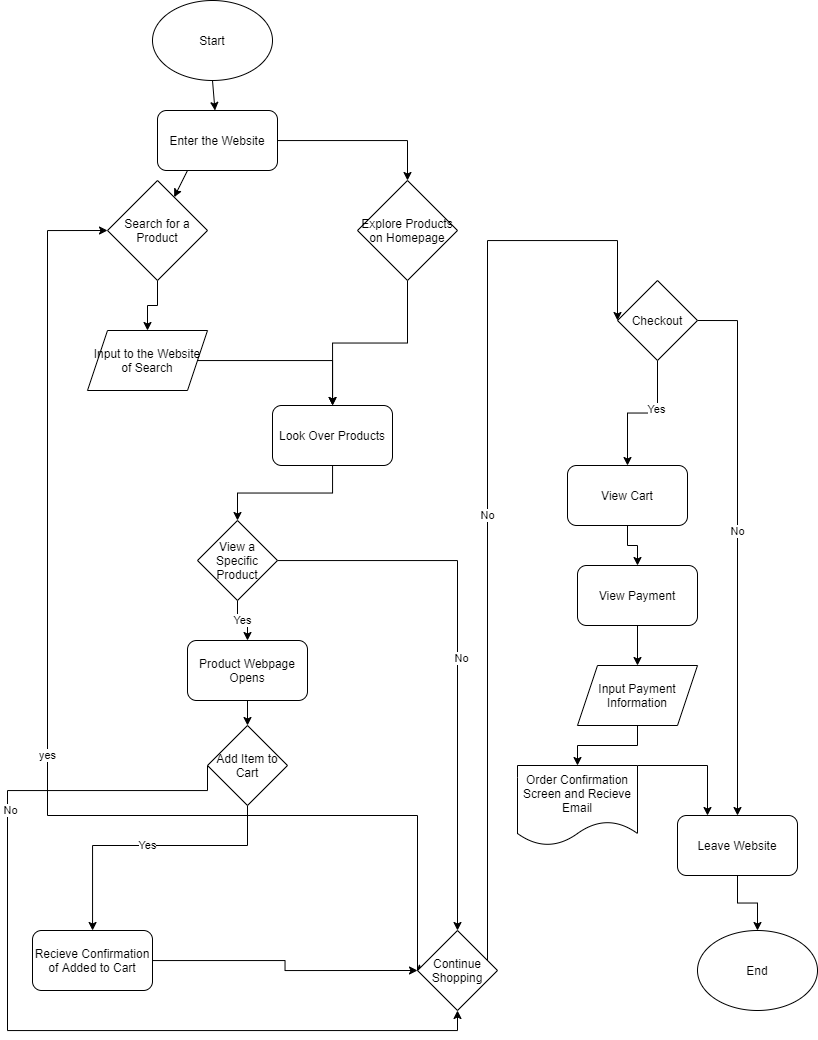 Start
Enter the Website
Search for a
Product
Explore Products
on Homepage
Input to the Website
of Search
Look Over Products
View a
Specific
Product
Yes
No
Product Webpage
Opens
Add Item to
Cart
yes
No
Yes
Recieve Confirmation
of Added to Cart
Continue
Shopping
No
Checkout
Yes
No
View Cart
View Payment
Input Payment
Information
Order Confirmation
Screen and Recieve
Email
Leave Website
End